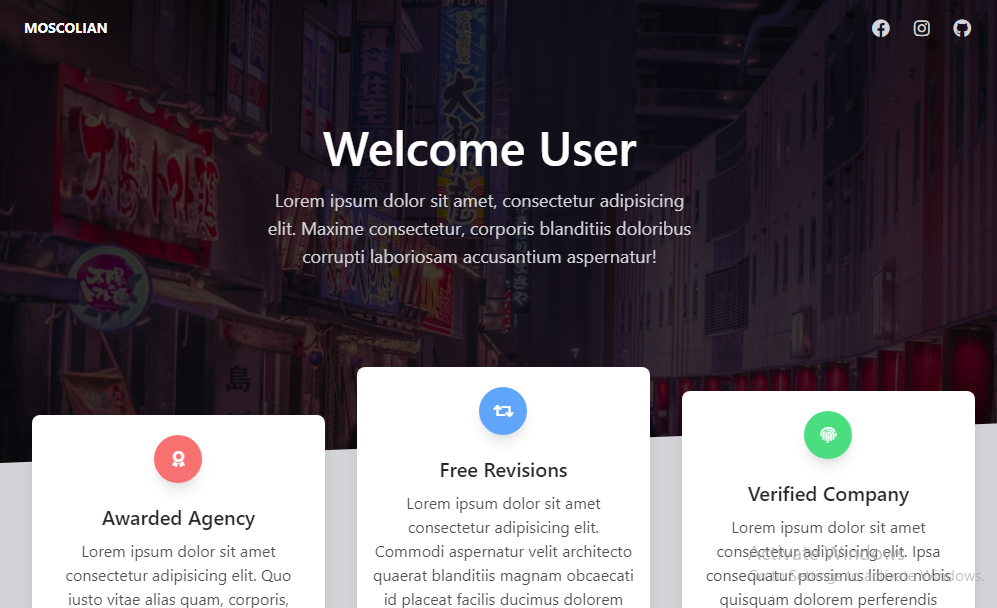 MOSCOLIAN
Welcome User
Lorem ipsum dolor sit amet, consectetur adipisicing
elit. Maxime consectetur, corporis blanditiis doloribus
corrupti laboriosam accusantium aspernatur!
Awarded Agency
Lorem ipsum dolor sit amet
consectetur adipisicing elit. Quo
iusto vitae alias quam, corporis,
Free Revisions
Lorem ipsum dolor sit amet
consectetur adipisicing elit.
Commodi aspernatur velit architecto
quaerat blanditiis magnam obcaecati
id placeat facilis ducimus dolorem
Verified Company
Lorem ipsum dolor sit amet
consectetur adipisicing elit. Ipsa
consequatur possimus libero nobis
quisquam dolorem perferendis
Activate Windows
Go to Settings to activate Windows.